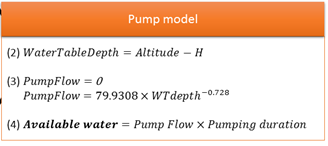 Pump model
(2) WaterTableDepth = Altitude − H
(3) PumpFlow = 0
PumpFlow = 79.9308 × WTdepth⁻⁰·⁷²⁸
(4) Available water = Pump Flow × Pumping duration